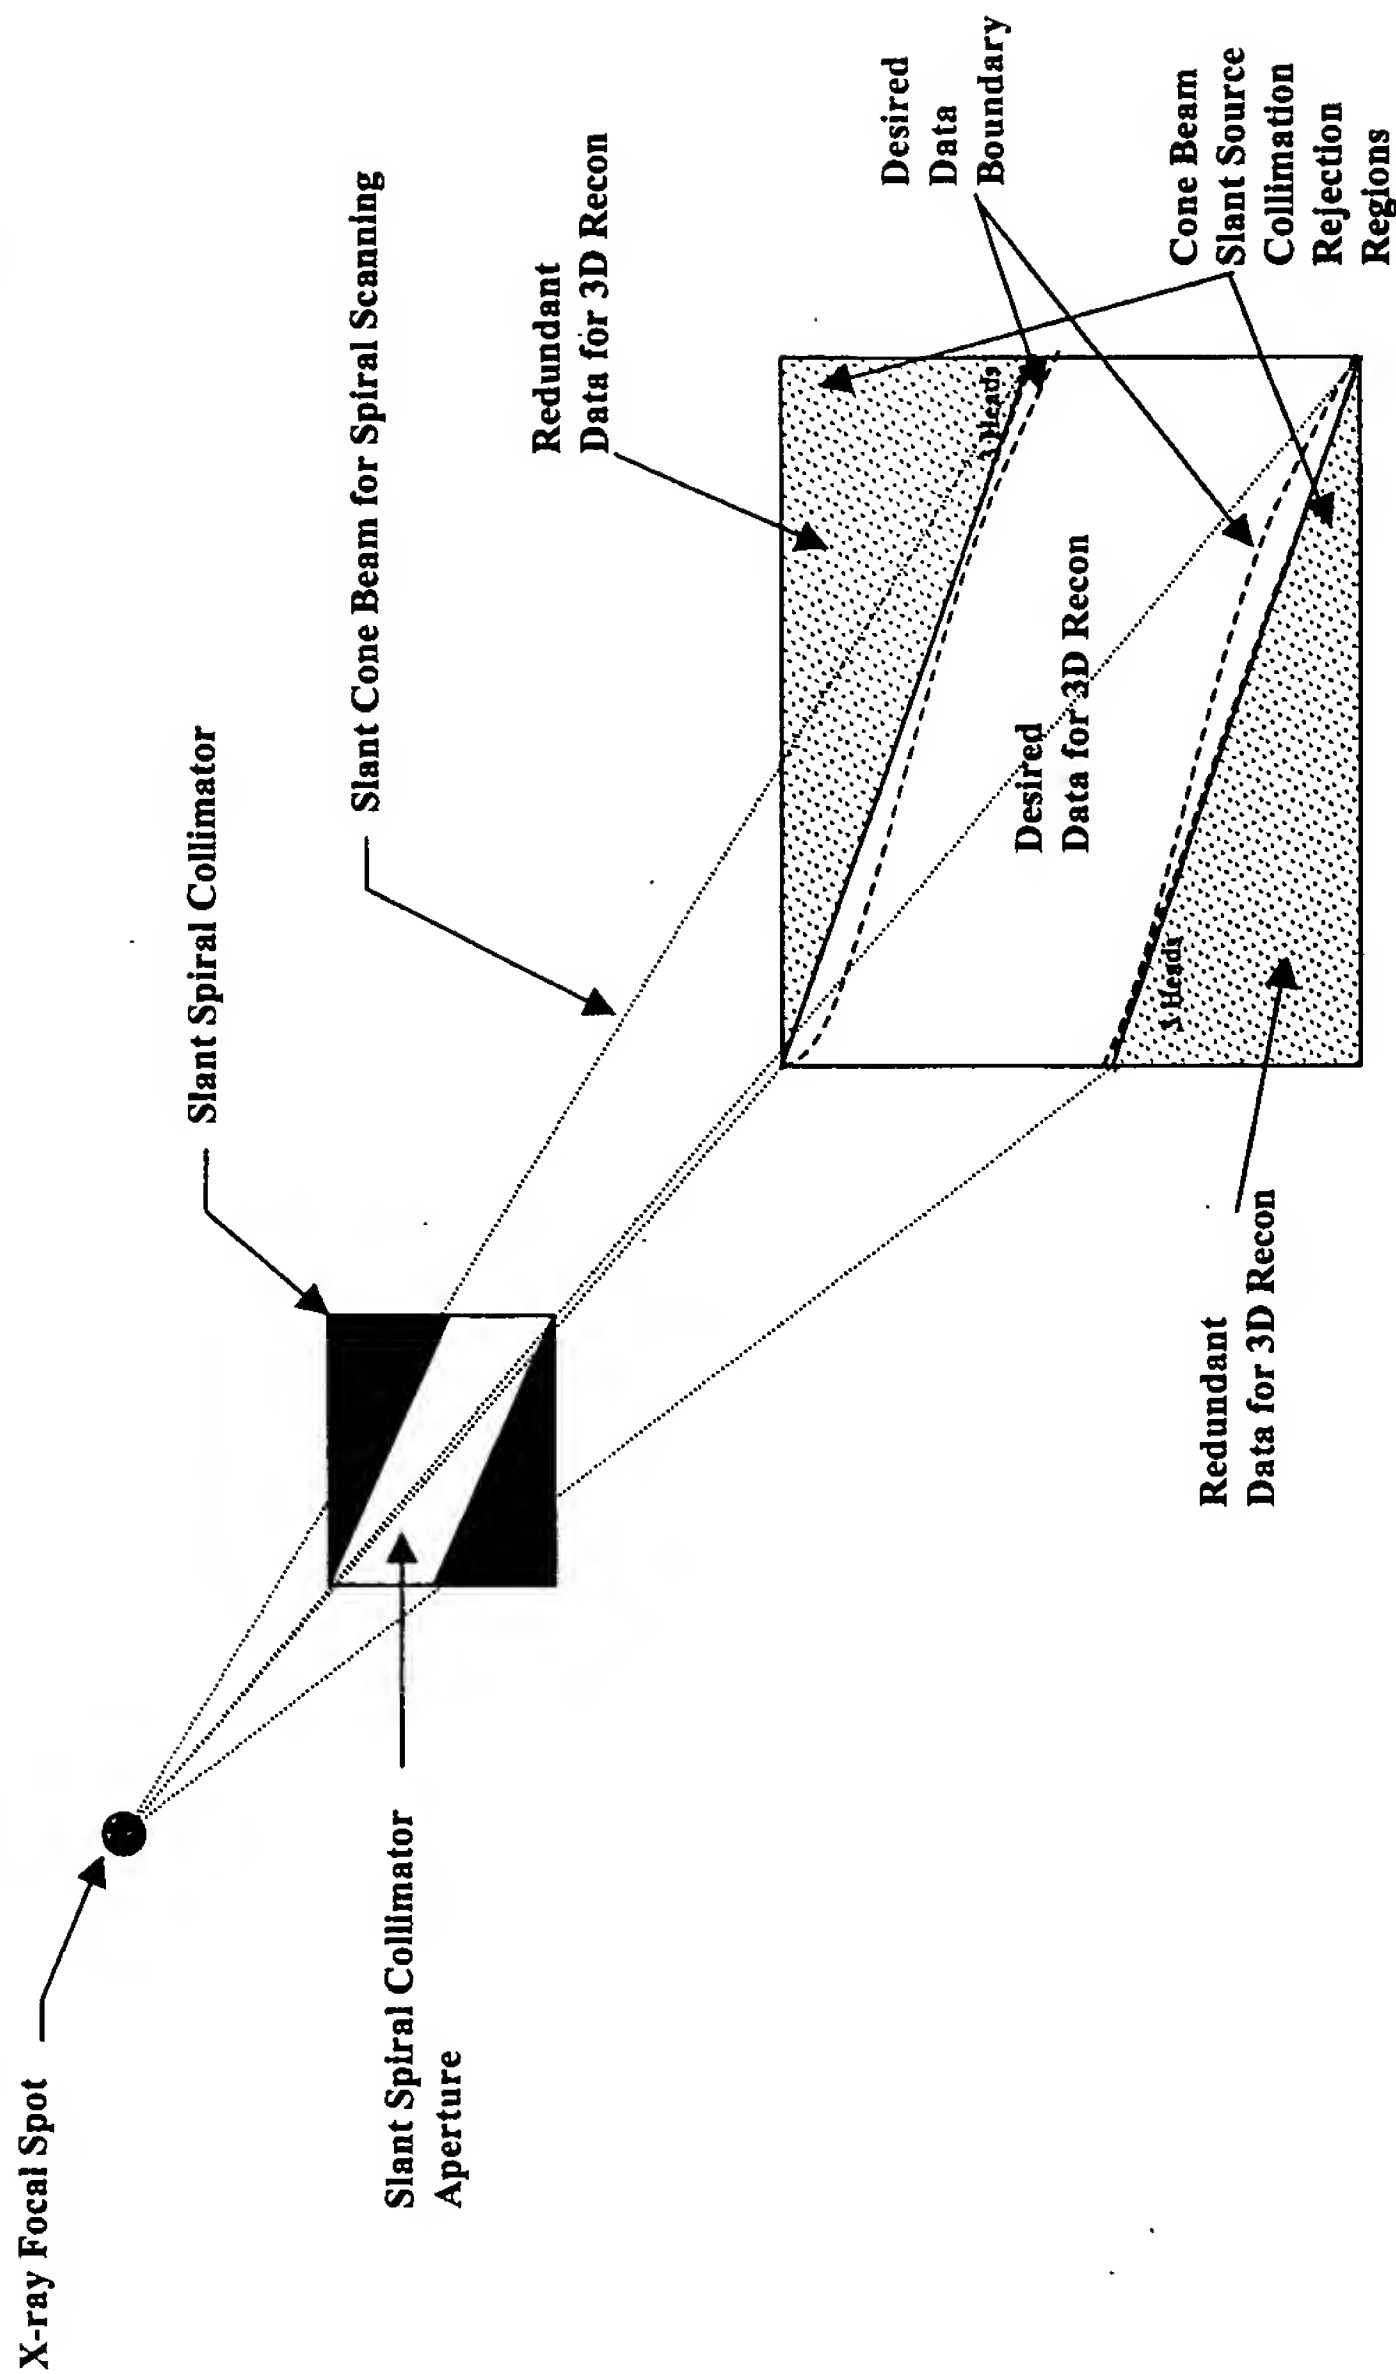 X-ray Focal Spot
Slant Spiral Collimator
Slant Cone Beam for Spiral Scanning
Redundant
Data for 3D Recon
Desired
Data
Boundary
Cone Beam
Slant Source
Collimation
Rejection
Regions
Slant Spiral Collimator
Aperture
Desired
Data for 3D Recon
Heads
Heads
Redundant
Data for 3D Recon